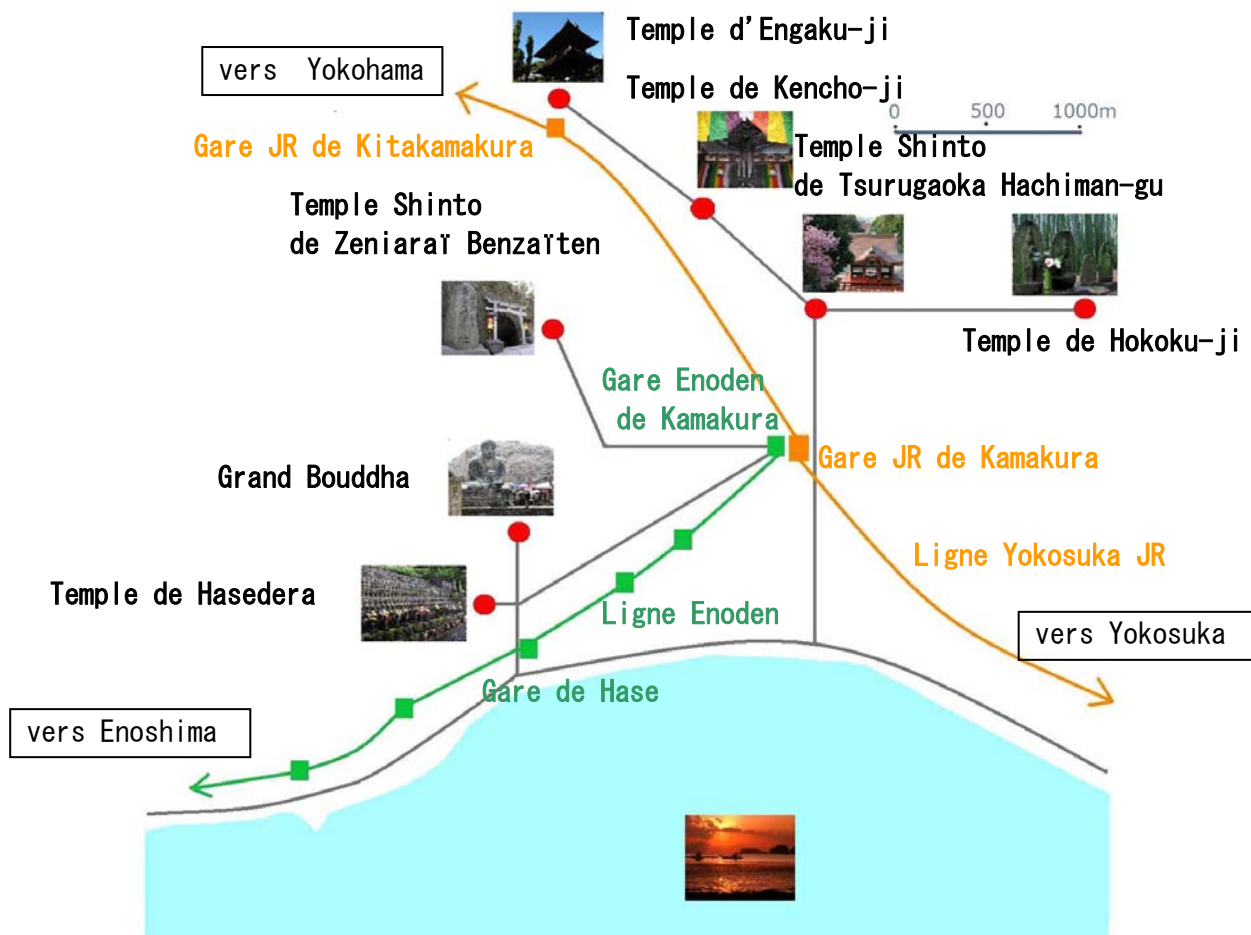 Temple d'Engaku-ji
vers Yokohama
Temple de Kencho-ji
0 500 1000m
Gare JR de Kitakamakura
Temple Shinto
de Tsurugaoka Hachiman-gu
Temple Shinto
de Zeniaraï Benzaïten
Temple de Hokoku-ji
Gare Enoden
de Kamakura
Gare JR de Kamakura
Grand Bouddha
Ligne Yokosuka JR
Temple de Hasedera
Ligne Enoden
vers Yokosuka
Gare de Hase
vers Enoshima